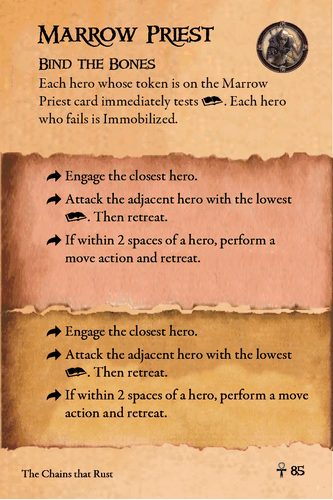 Marrow Priest
Bind the Bones
Each hero whose token is on the Marrow
Priest card immediately tests . Each hero
who fails is Immobilized.
Engage the closest hero.
Attack the adjacent hero with the lowest
. Then retreat.
If within 2 spaces of a hero, perform a
move action and retreat.
Engage the closest hero.
Attack the adjacent hero with the lowest
. Then retreat.
If within 2 spaces of a hero, perform a move
action and retreat.
The Chains that Rust
85